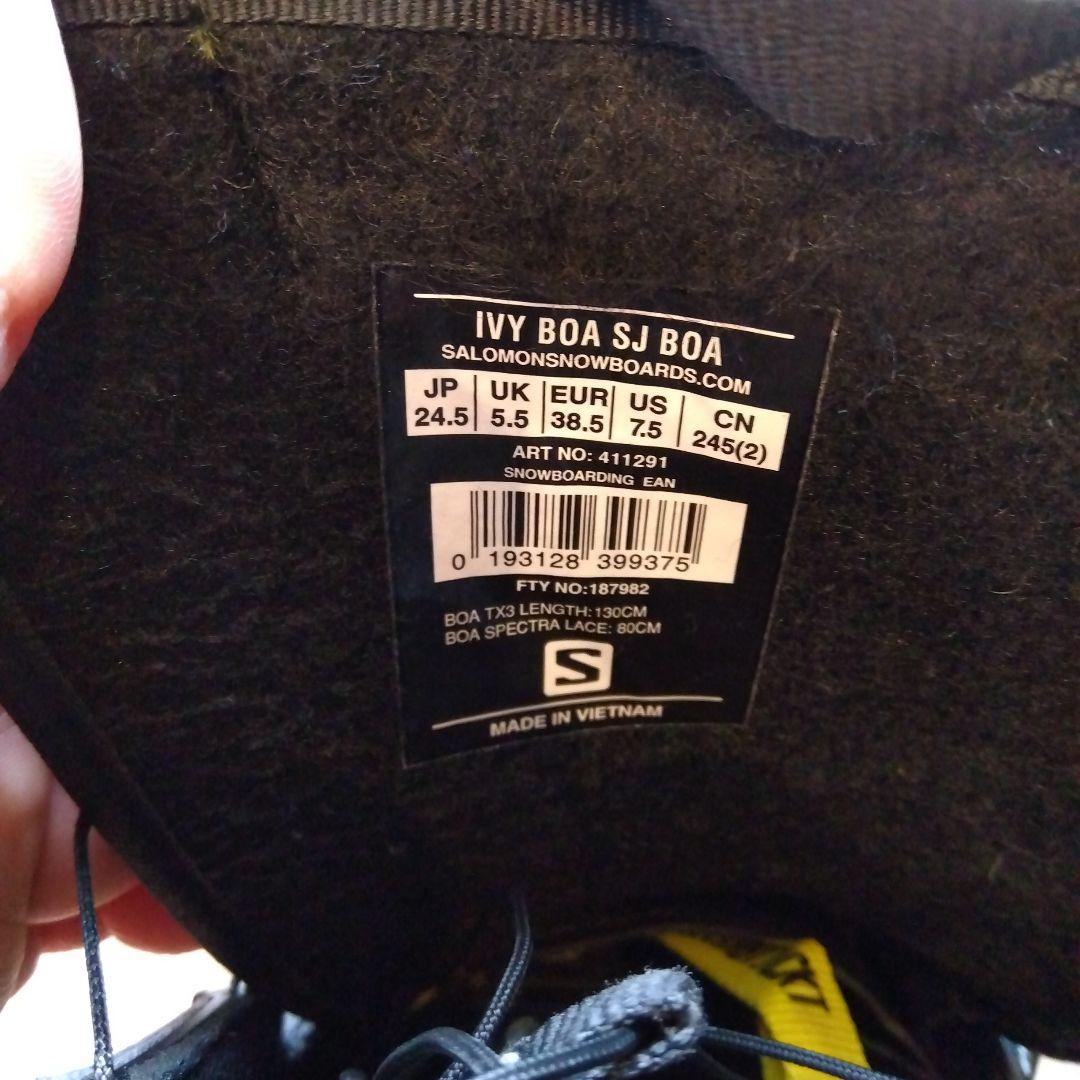 IVY BOA SJ BOA
SALOMONSNOWBOARDS.COM
JP UK EUR US CN
24.5 5.5 38.5 7.5 245(2)
ART NO: 411291
SNOWBOARDING EAN
0 193128 399375
FTY NO:187982
BOA TX3 LENGTH:130CM
BOA SPECTRA LACE: 80CM
S
MADE IN VIETNAM